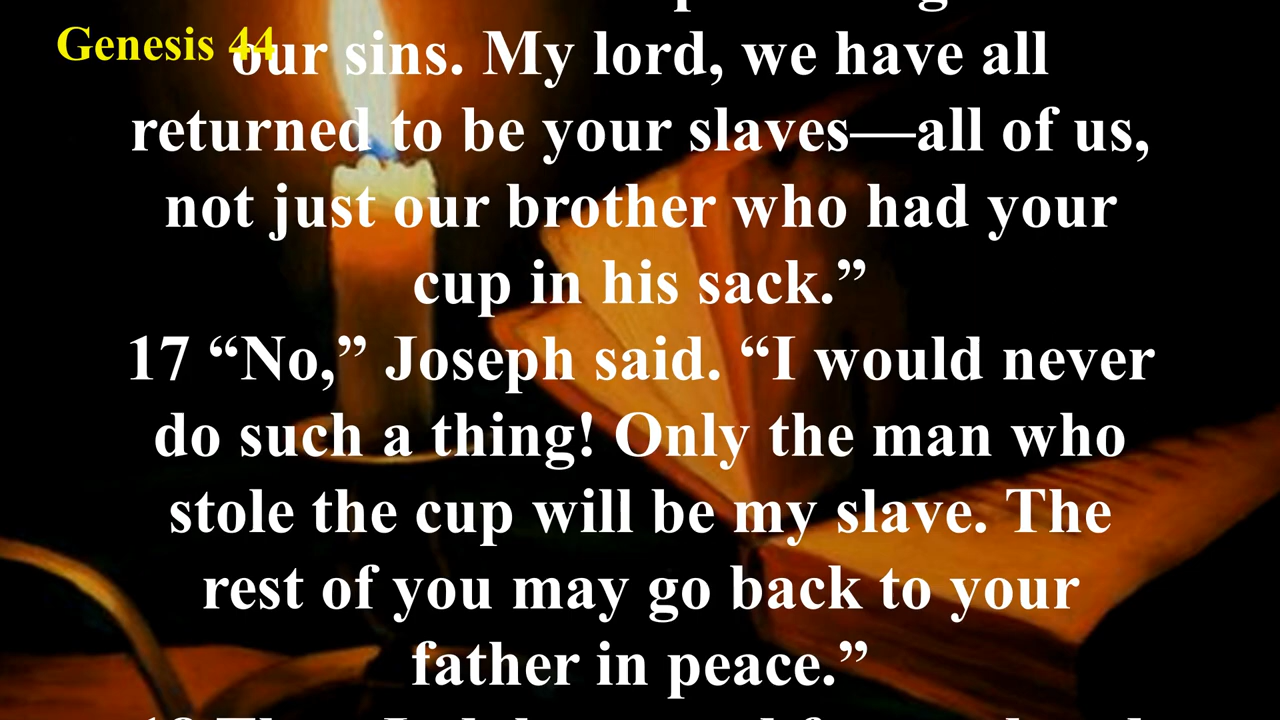 Genesis 44
our sins. My lord, we have all
returned to be your slaves—all of us,
not just our brother who had your
cup in his sack.”
17 “No,” Joseph said. “I would never
do such a thing! Only the man who
stole the cup will be my slave. The
rest of you may go back to your
father in peace.”